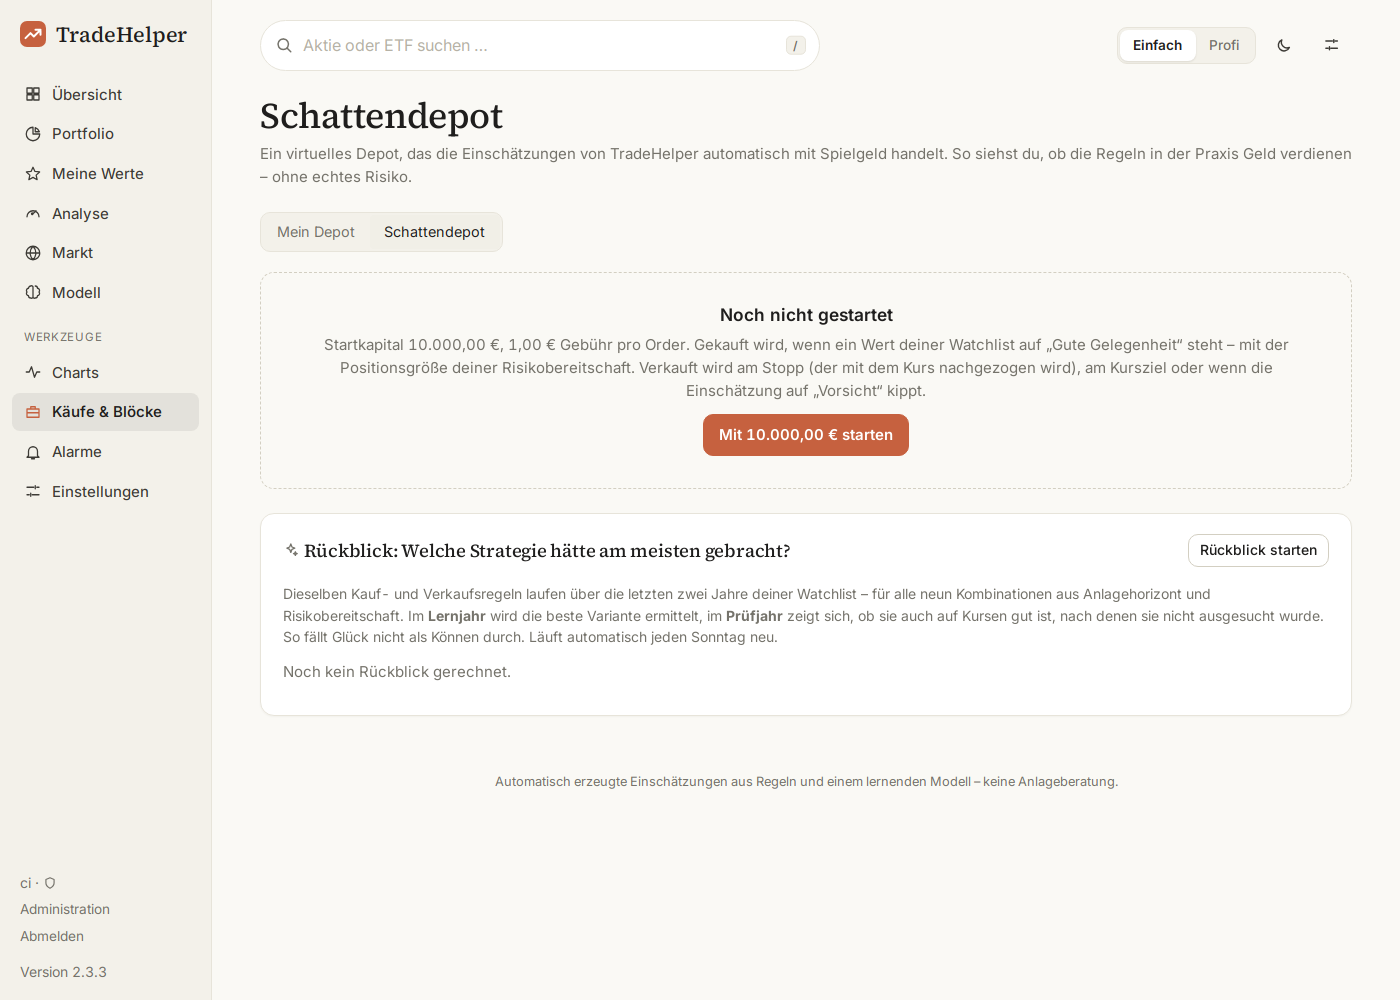 TradeHelper
Aktie oder ETF suchen ...
/
Einfach
Profi
Übersicht
Portfolio
Meine Werte
Analyse
Markt
Modell
WERKZEUGE
Charts
Käufe & Blöcke
Alarme
Einstellungen
ci ·
Administration
Abmelden
Version 2.3.3
Schattendepot
Ein virtuelles Depot, das die Einschätzungen von TradeHelper automatisch mit Spielgeld handelt. So siehst du, ob die Regeln in der Praxis Geld verdienen
– ohne echtes Risiko.
Mein Depot
Schattendepot
Noch nicht gestartet
Startkapital 10.000,00 €, 1,00 € Gebühr pro Order. Gekauft wird, wenn ein Wert deiner Watchlist auf „Gute Gelegenheit“ steht – mit der
Positionsgröße deiner Risikobereitschaft. Verkauft wird am Stopp (der mit dem Kurs nachgezogen wird), am Kursziel oder wenn die
Einschätzung auf „Vorsicht“ kippt.
Mit 10.000,00 € starten
Rückblick: Welche Strategie hätte am meisten gebracht?
Rückblick starten
Dieselben Kauf- und Verkaufsregeln laufen über die letzten zwei Jahre deiner Watchlist – für alle neun Kombinationen aus Anlagehorizont und
Risikobereitschaft. Im Lernjahr wird die beste Variante ermittelt, im Prüfjahr zeigt sich, ob sie auch auf Kursen gut ist, nach denen sie nicht ausgesucht wurde.
So fällt Glück nicht als Können durch. Läuft automatisch jeden Sonntag neu.
Noch kein Rückblick gerechnet.
Automatisch erzeugte Einschätzungen aus Regeln und einem lernenden Modell – keine Anlageberatung.